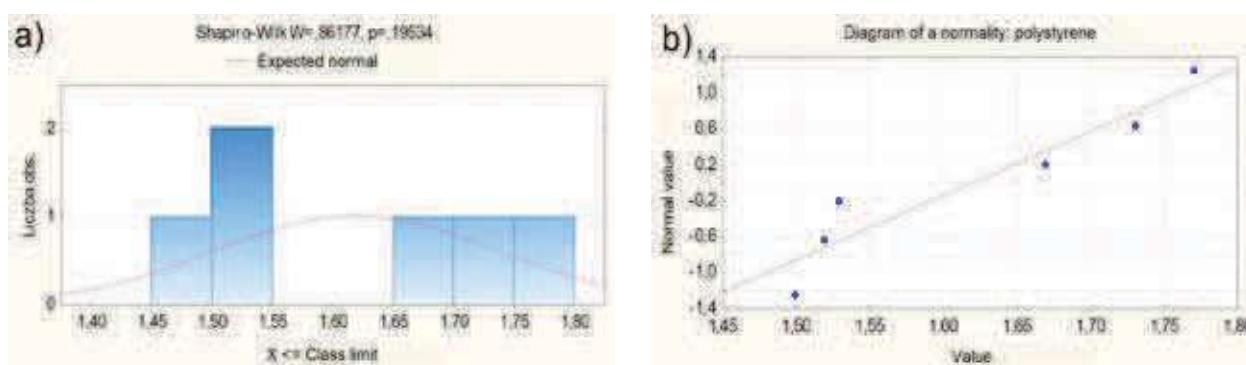 a)
Shapiro-Wilk W=,86177, p=,19534
Expected normal
Liczba obs.
2
1
0
1,40 1,45 1,50 1,55 1,60 1,65 1,70 1,75 1,80
X <= Class limit
b)
Diagram of a normality: polystyrene
Normal value
1,4
1,0
0,6
0,2
-0,2
-0,6
-1,0
-1,4
1,45 1,50 1,55 1,60 1,65 1,70 1,75 1,80
Value